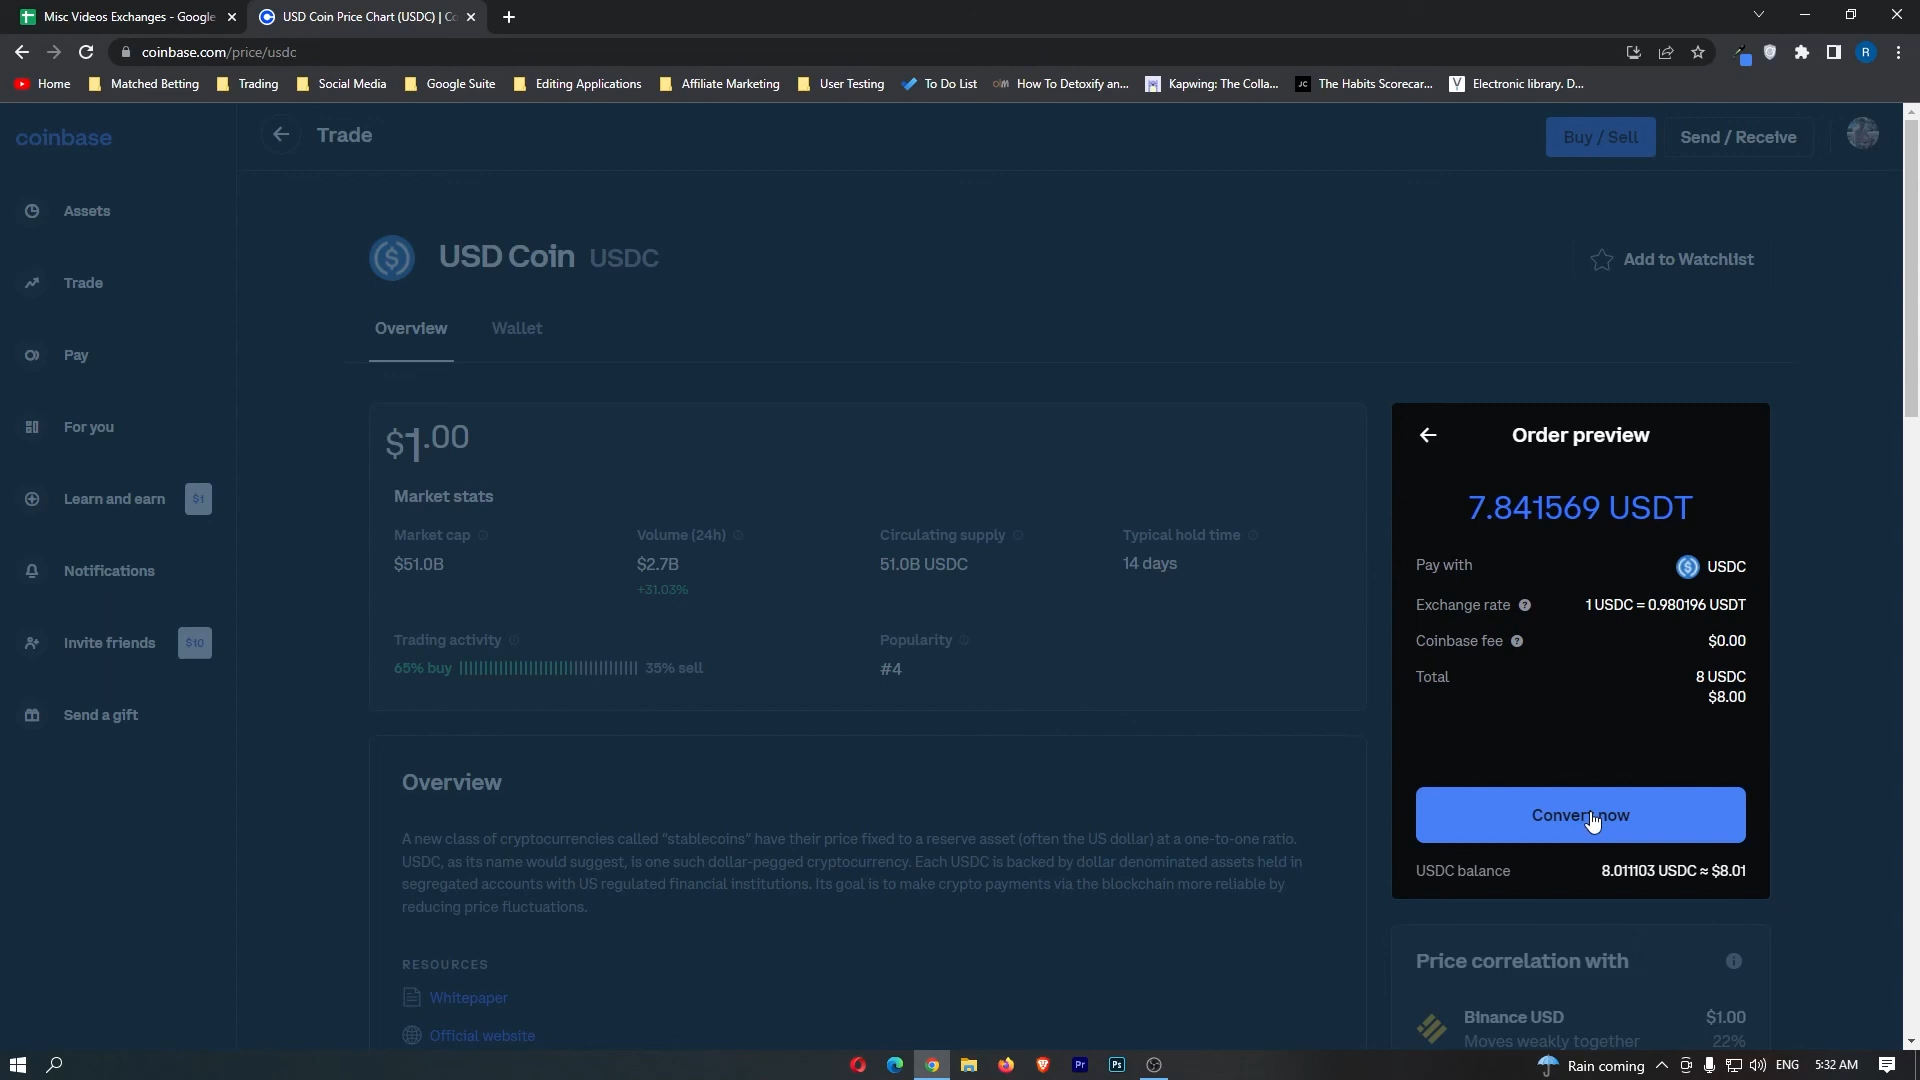 Misc Videos Exchanges - Google
USD Coin Price Chart (USDC) | Co
coinbase.com/price/usdc
R
Home
Matched Betting
Trading
Social Media
Google Suite
Editing Applications
Affiliate Marketing
User Testing
To Do List
How To Detoxify an...
Kapwing: The Colla...
JC
The Habits Scorecar...
Electronic library. D...
coinbase
Trade
Buy / Sell
Send / Receive
Assets
Trade
Pay
For you
Learn and earn
$1
Notifications
Invite friends
$10
Send a gift
USD Coin USDC
Add to Watchlist
Overview
Wallet
$1.00
Market stats
Market cap
Volume (24h)
Circulating supply
Typical hold time
$51.0B
$2.7B
51.0B USDC
14 days
+31.03%
Trading activity
Popularity
65% buy
35% sell
#4
Overview
A new class of cryptocurrencies called “stablecoins” have their price fixed to a reserve asset (often the US dollar) at a one-to-one ratio.
USDC, as its name would suggest, is one such dollar-pegged cryptocurrency. Each USDC is backed by dollar denominated assets held in
segregated accounts with US regulated financial institutions. Its goal is to make crypto payments via the blockchain more reliable by
reducing price fluctuations.
RESOURCES
Whitepaper
Official website
Order preview
7.841569 USDT
Pay with
USDC
Exchange rate
1 USDC = 0.980196 USDT
Coinbase fee
$0.00
Total
8 USDC
$8.00
Convert now
USDC balance
8.011103 USDC ≈ $8.01
Price correlation with
Binance USD
$1.00
Moves weakly together
22%
Pr
Ps
Rain coming
ENG
5:32 AM